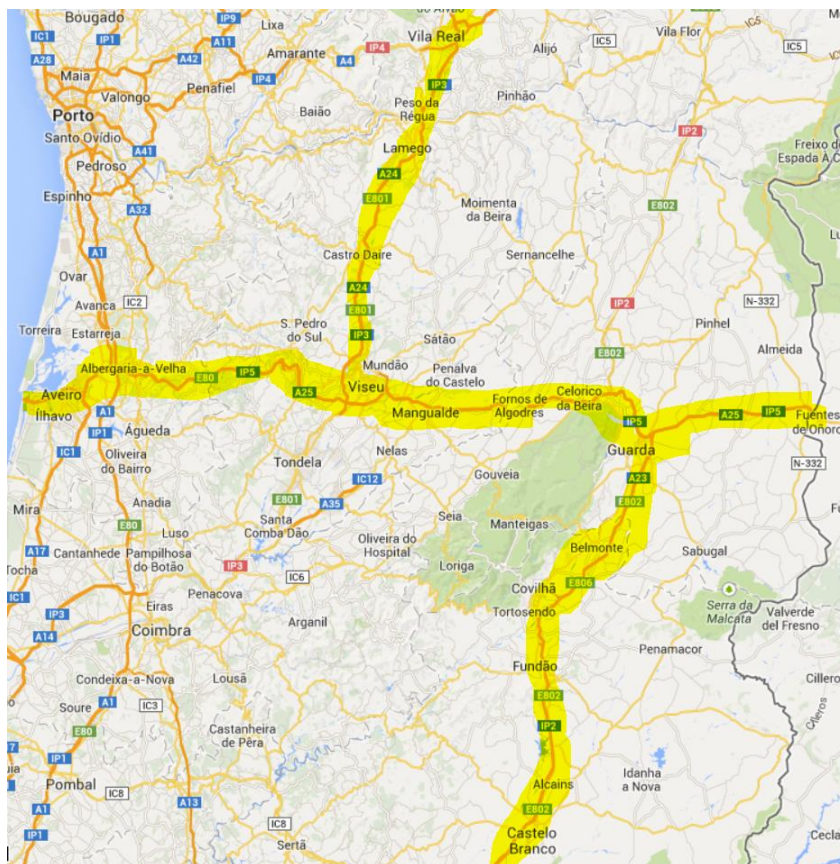 Bougado
IP9
Lixa
do Alvão
Vila Real
IC5
Vila Flor
IC1
IP1
A11
Amarante
IP4
Alijó
IC5
A28
A42
A4
Maia
Penafiel
IP4
IP3
Valongo
Baião
Peso da
Régua
Pinhão
Porto
IP2
Santo Ovídio
Lamego
Freixo de
Espada À C
Pedroso
A41
A24
Espinho
A32
E801
Moimenta
da Beira
E802
A1
Castro Daire
Sernancelhe
Ovar
A24
Avanca
IC2
E801
IP2
N-332
Torreira
Estarreja
S. Pedro
do Sul
IP3
Sátão
Pinhel
E802
Almeida
Albergaria-a-Velha
E80
IP5
Mundão
Penalva
do Castelo
Aveiro
Viseu
A25
Fornos de
Algodres
Celorico
da Beira
Ílhavo
A1
Mangualde
IP5
A25
IP5
Fuentes
de Oñoro
IP1
Águeda
Guarda
IC1
Oliveira
do Bairro
Nelas
N-332
Tondela
IC12
Gouveia
A23
E801
A35
E802
Mira
Anadia
Santa
Comba Dão
Seia
Manteigas
E80
Luso
Oliveira do
Hospital
Belmonte
A17
Cantanhede
Pampilhosa
do Botão
IP3
Loriga
Sabugal
Tocha
IC6
Covilhã
E806
IC1
Penacova
Serra da
Malcata
IP3
Eiras
Tortosendo
Valverde
del Fresno
A14
Coimbra
Arganil
Penamacor
Fundão
Condeixa-a-Nova
Lousã
Cillero
Soure
A1
IC3
E802
E80
Castanheira
de Pêra
IP2
Cilleros
IP1
Idanha
a Nova
Pombal
IC8
Alcains
A1
A13
E802
IC8
Castelo
Branco
IP1
Sertã
Cecla